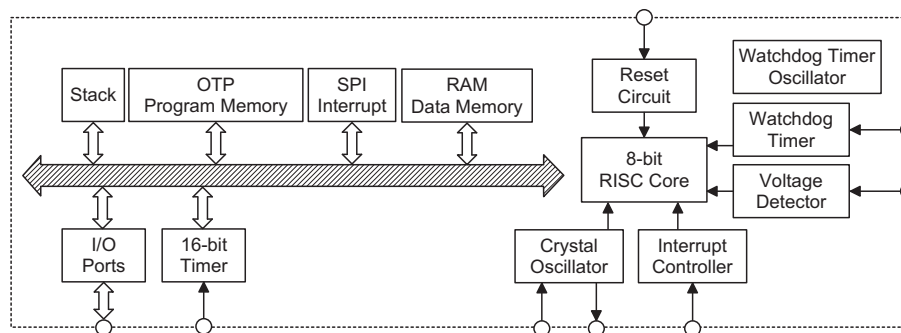 Stack
OTP
Program Memory
SPI
Interrupt
RAM
Data Memory
Reset
Circuit
Watchdog Timer
Oscillator
Watchdog
Timer
8-bit
RISC Core
Voltage
Detector
I/O
Ports
16-bit
Timer
Crystal
Oscillator
Interrupt
Controller